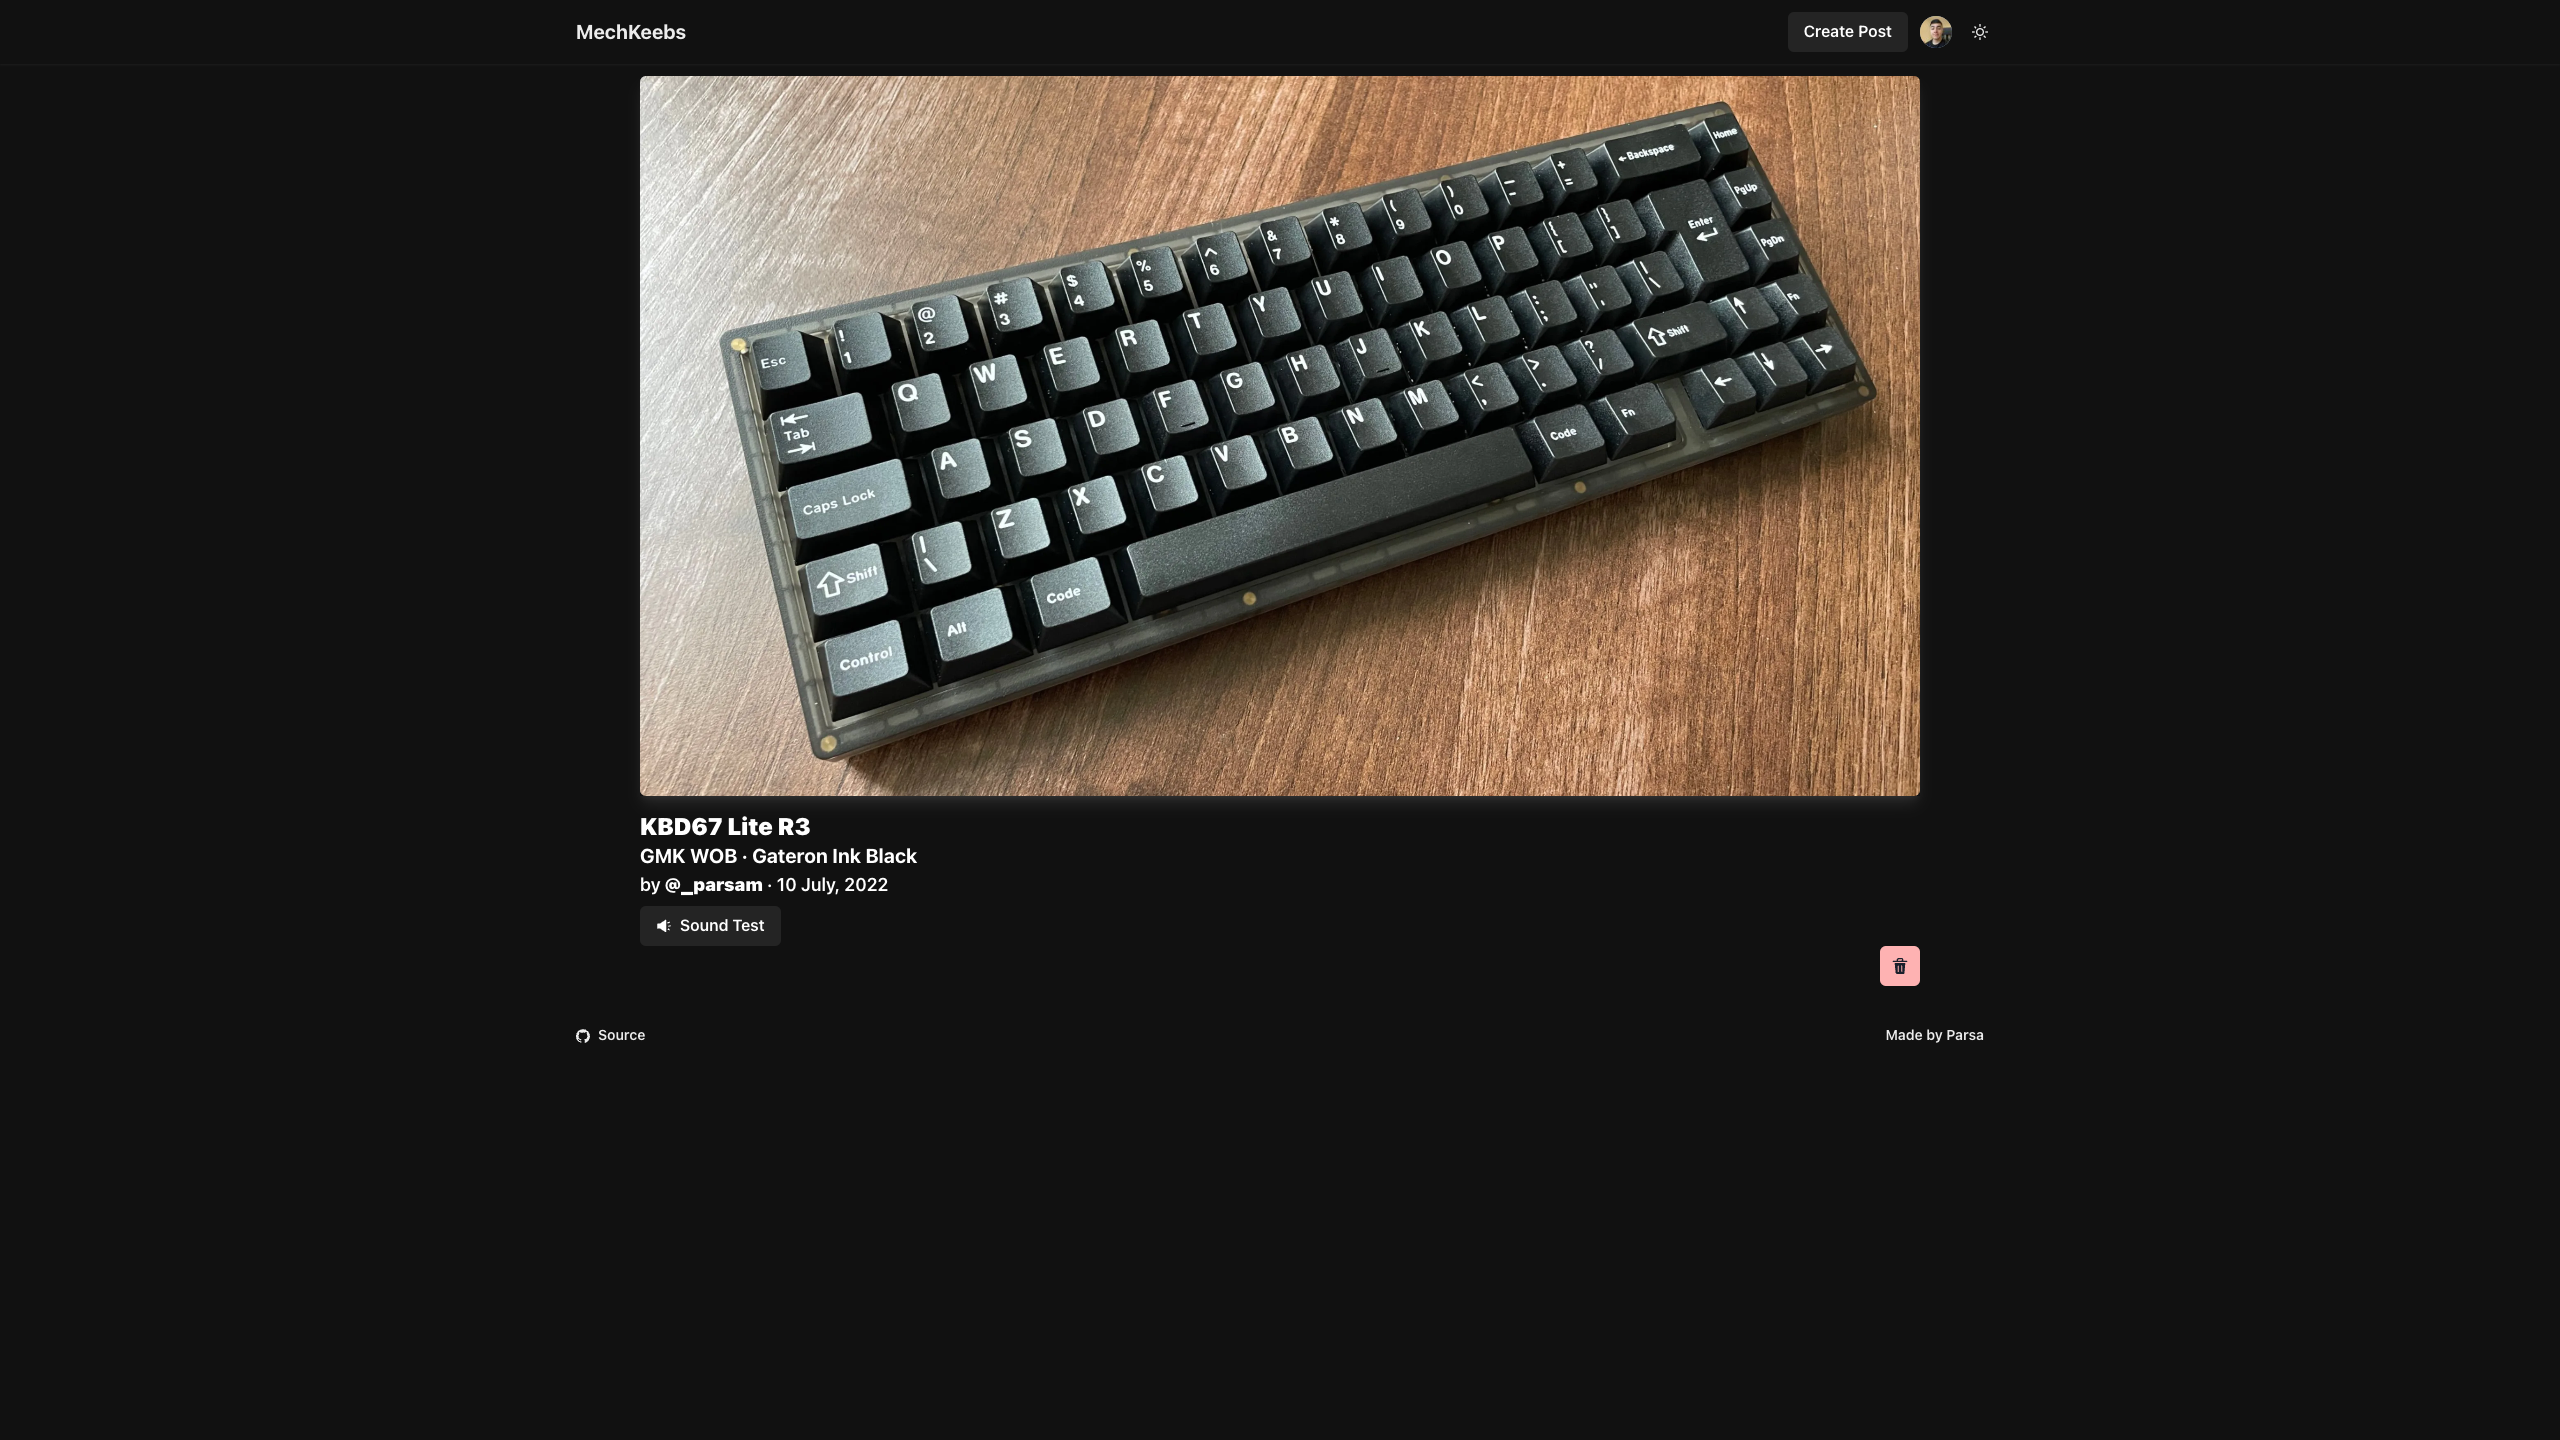 MechKeebs
Create Post
Esc ! 1 @ 2 # 3 $ 4 % 5 ^ 6 & 7 * 8 ( 9 ) 0 _ - + = ← Backspace Home
Tab Q W E R T Y U I O P { [ } ] Enter PgUp
Caps Lock A S D F G H J K L : ; " ' | \ PgDn
Shift | \ Z X C V B N M < , > . ? / Shift ↑ Fn
Control Alt Code Code Fn ← ↓ →
KBD67 Lite R3
GMK WOB · Gateron Ink Black
by @_parsam · 10 July, 2022
Sound Test
Source
Made by Parsa